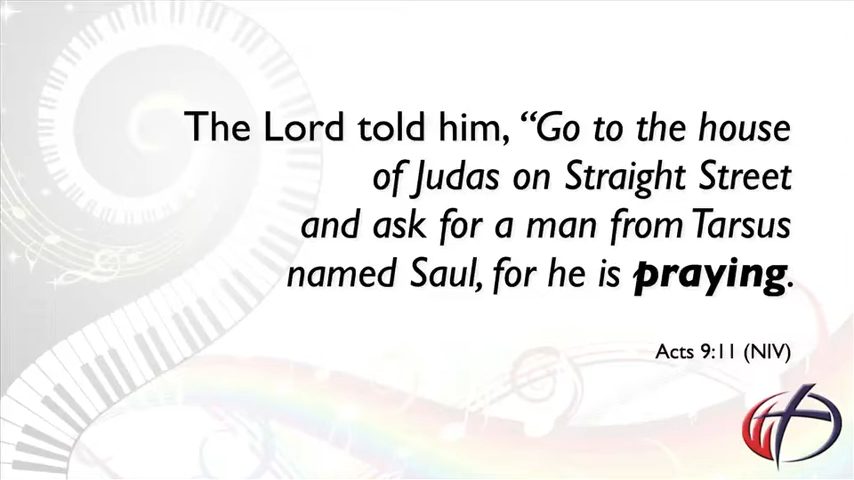 The Lord told him, “Go to the house
of Judas on Straight Street
and ask for a man from Tarsus
named Saul, for he is praying.
Acts 9:11 (NIV)